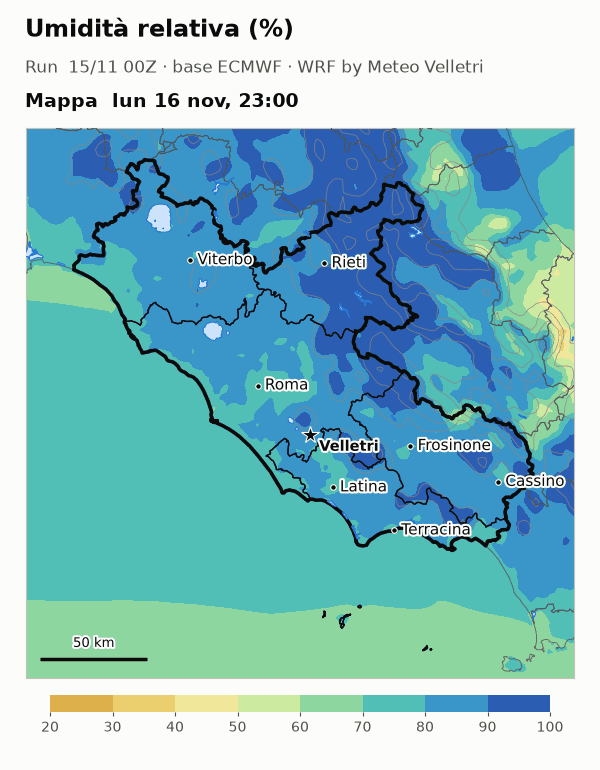 Umidità relativa (%)
Run  15/11 00Z · base ECMWF · WRF by Meteo Velletri
Mappa  lun 16 nov, 23:00
Viterbo
Rieti
Roma
Velletri
Frosinone
Cassino
Latina
Terracina
50 km
20 30 40 50 60 70 80 90 100